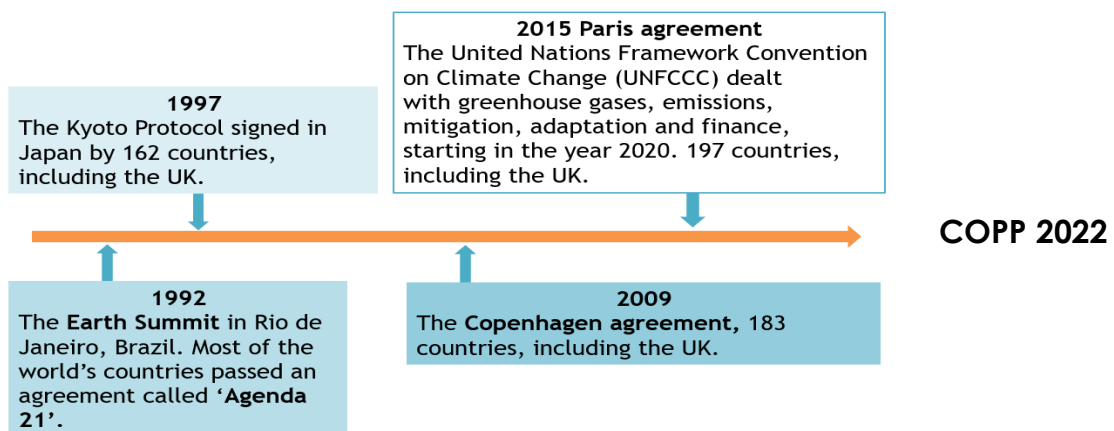 2015 Paris agreement
The United Nations Framework Convention
on Climate Change (UNFCCC) dealt
with greenhouse gases, emissions,
mitigation, adaptation and finance,
starting in the year 2020. 197 countries,
including the UK.
1997
The Kyoto Protocol signed in
Japan by 162 countries,
including the UK.
COPP 2022
1992
The Earth Summit in Rio de
Janeiro, Brazil. Most of the
world’s countries passed an
agreement called ‘Agenda
21’.
2009
The Copenhagen agreement, 183
countries, including the UK.